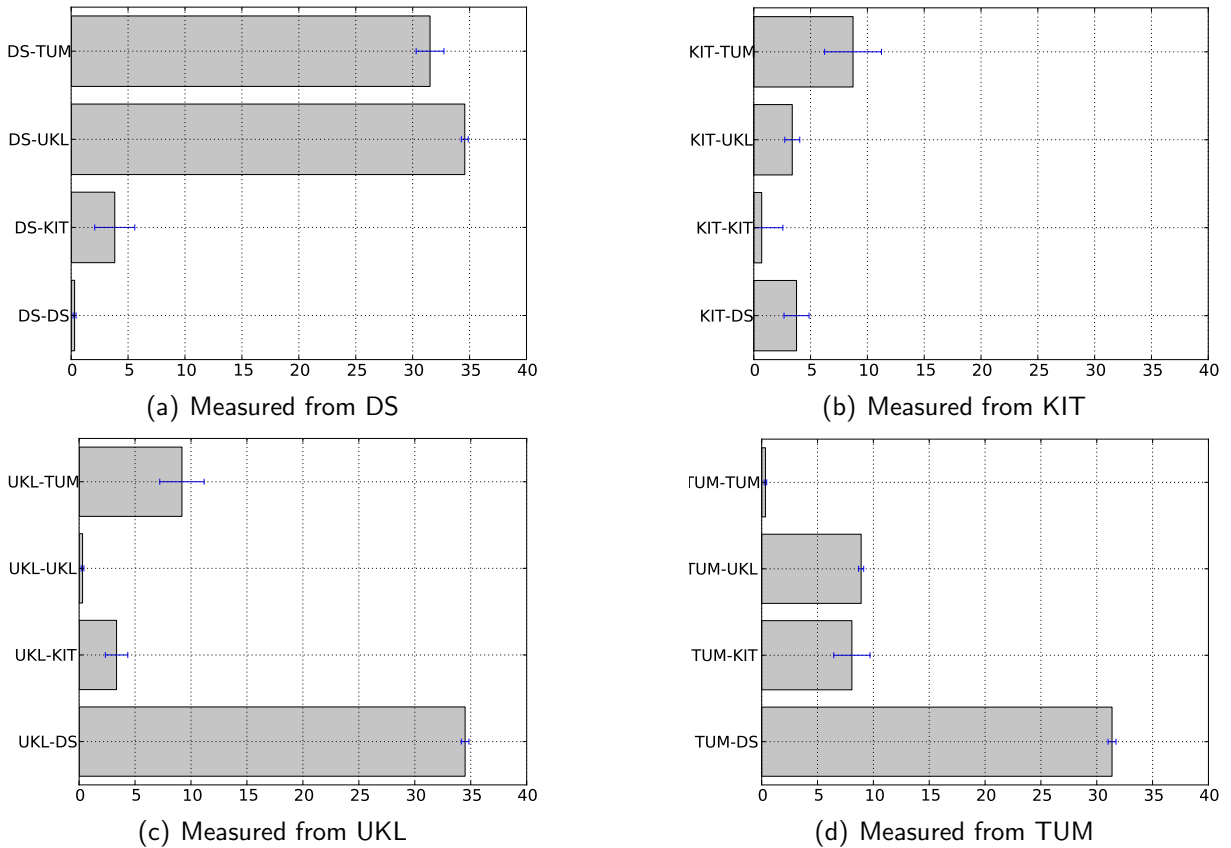 DS-TUM
DS-UKL
DS-KIT
DS-DS
0 5 10 15 20 25 30 35 40
(a) Measured from DS
KIT-TUM
KIT-UKL
KIT-KIT
KIT-DS
0 5 10 15 20 25 30 35 40
(b) Measured from KIT
UKL-TUM
UKL-UKL
UKL-KIT
UKL-DS
0 5 10 15 20 25 30 35 40
(c) Measured from UKL
TUM-TUM
TUM-UKL
TUM-KIT
TUM-DS
0 5 10 15 20 25 30 35 40
(d) Measured from TUM